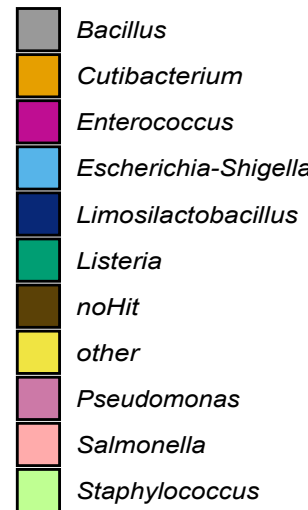 Bacillus
Cutibacterium
Enterococcus
Escherichia-Shigella
Limosilactobacillus
Listeria
noHit
other
Pseudomonas
Salmonella
Staphylococcus